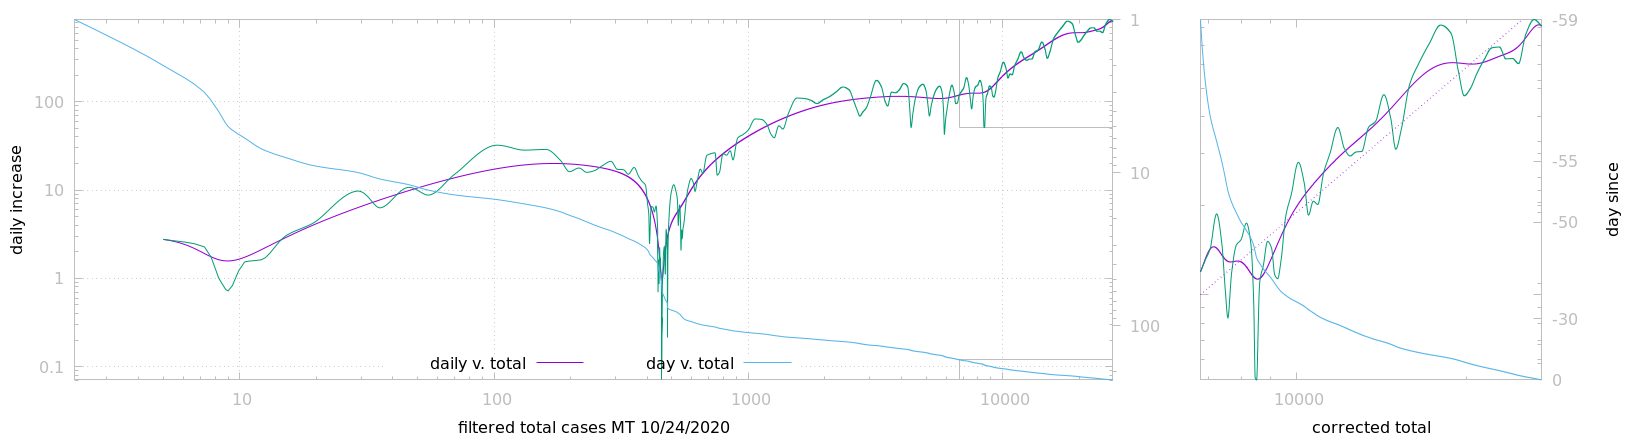 daily increase
100
10
1
0.1
daily v. total
day v. total
10
100
1000
10000
filtered total cases MT 10/24/2020
1
10
100
10000
corrected total
-59
-55
-50
-30
0
day since